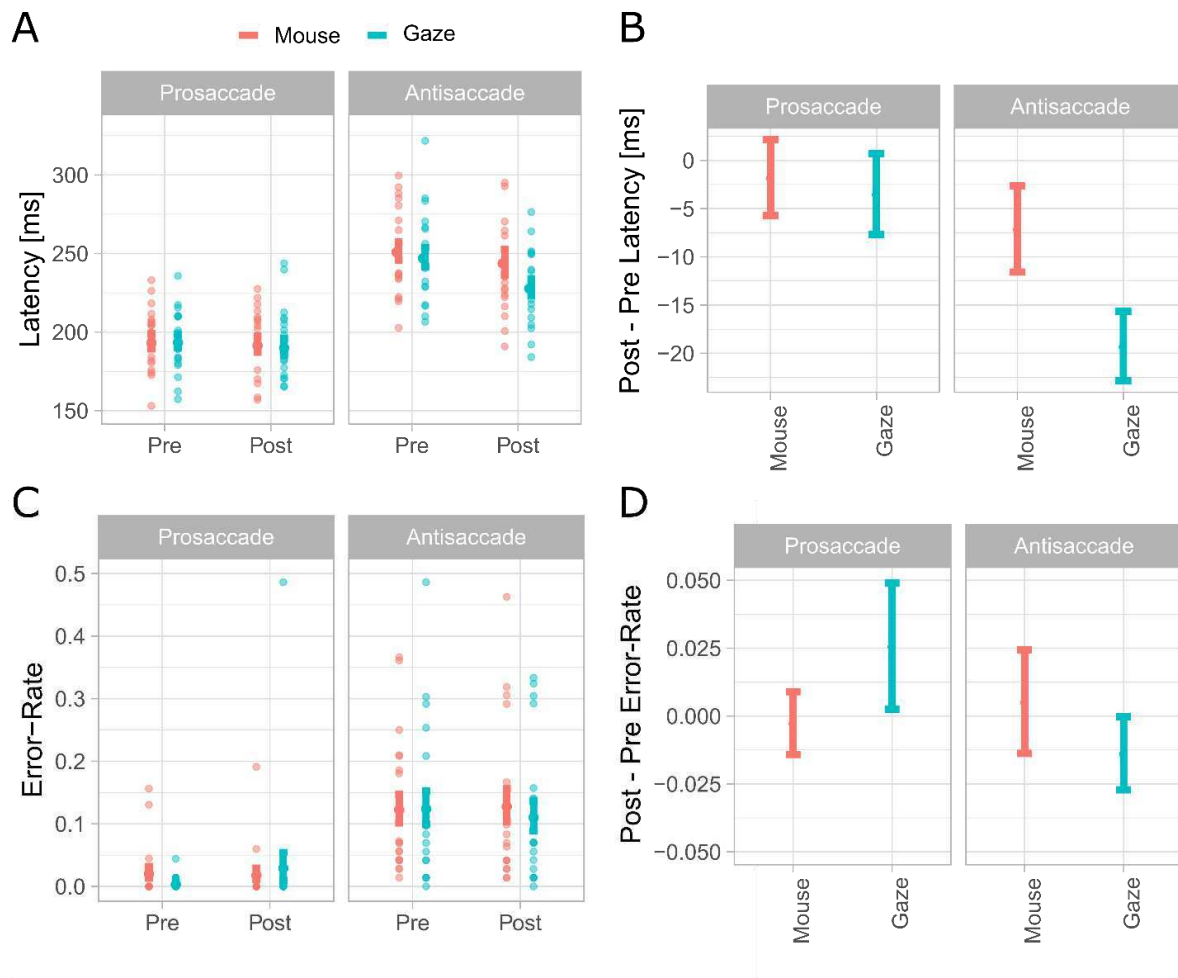 A
Mouse Gaze
Prosaccade Antisaccade
Latency [ms]
300
250
200
150
Pre Post Pre Post
B
Prosaccade Antisaccade
Post - Pre Latency [ms]
0
−5
−10
−15
−20
Mouse Gaze Mouse Gaze
C
Prosaccade Antisaccade
Error−Rate
0.5
0.4
0.3
0.2
0.1
0.0
Pre Post Pre Post
D
Prosaccade Antisaccade
Post - Pre Error-Rate
0.050
0.025
0.000
−0.025
−0.050
Mouse Gaze Mouse Gaze